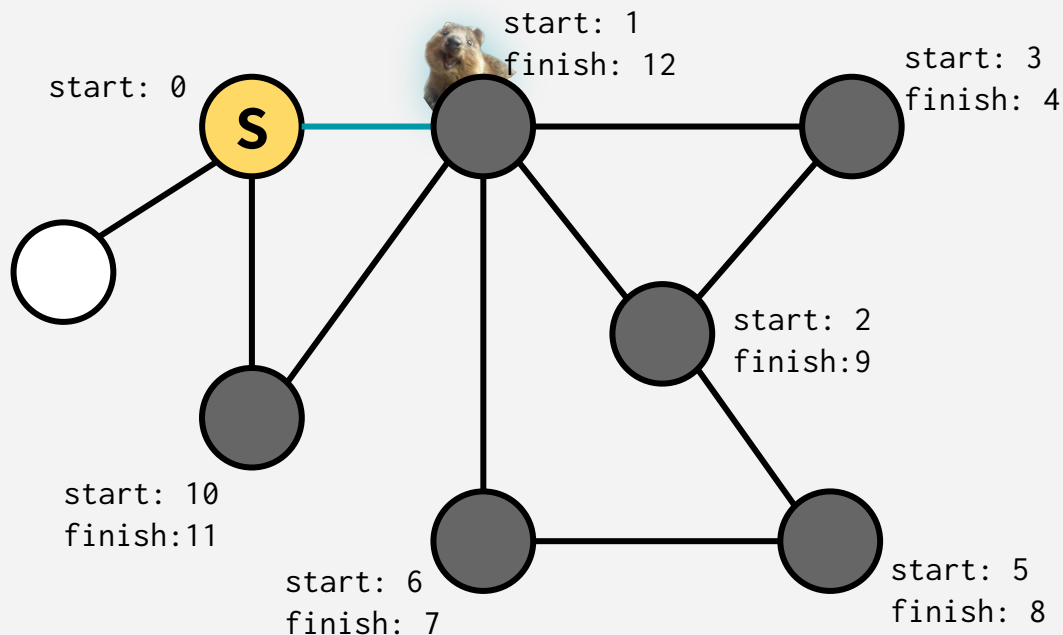 start: 1
finish: 12
start: 3
finish: 4
start: 0
S
start: 2
finish:9
start: 10
finish:11
start: 6
finish: 7
start: 5
finish: 8